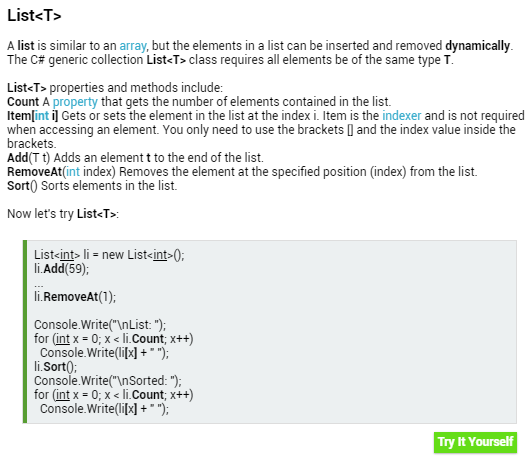 List<T>
A list is similar to an array, but the elements in a list can be inserted and removed dynamically.
The C# generic collection List<T> class requires all elements be of the same type T.
List<T> properties and methods include:
Count A property that gets the number of elements contained in the list.
Item[int i] Gets or sets the element in the list at the index i. Item is the indexer and is not required
when accessing an element. You only need to use the brackets [] and the index value inside the
brackets.
Add(T t) Adds an element t to the end of the list.
RemoveAt(int index) Removes the element at the specified position (index) from the list.
Sort() Sorts elements in the list.
Now let's try List<T>:
List<int> li = new List<int>();
li.Add(59);
...
li.RemoveAt(1);
Console.Write("\nList: ");
for (int x = 0; x < li.Count; x++)
Console.Write(li[x] + " ");
li.Sort();
Console.Write("\nSorted: ");
for (int x = 0; x < li.Count; x++)
Console.Write(li[x] + " ");
Try It Yourself